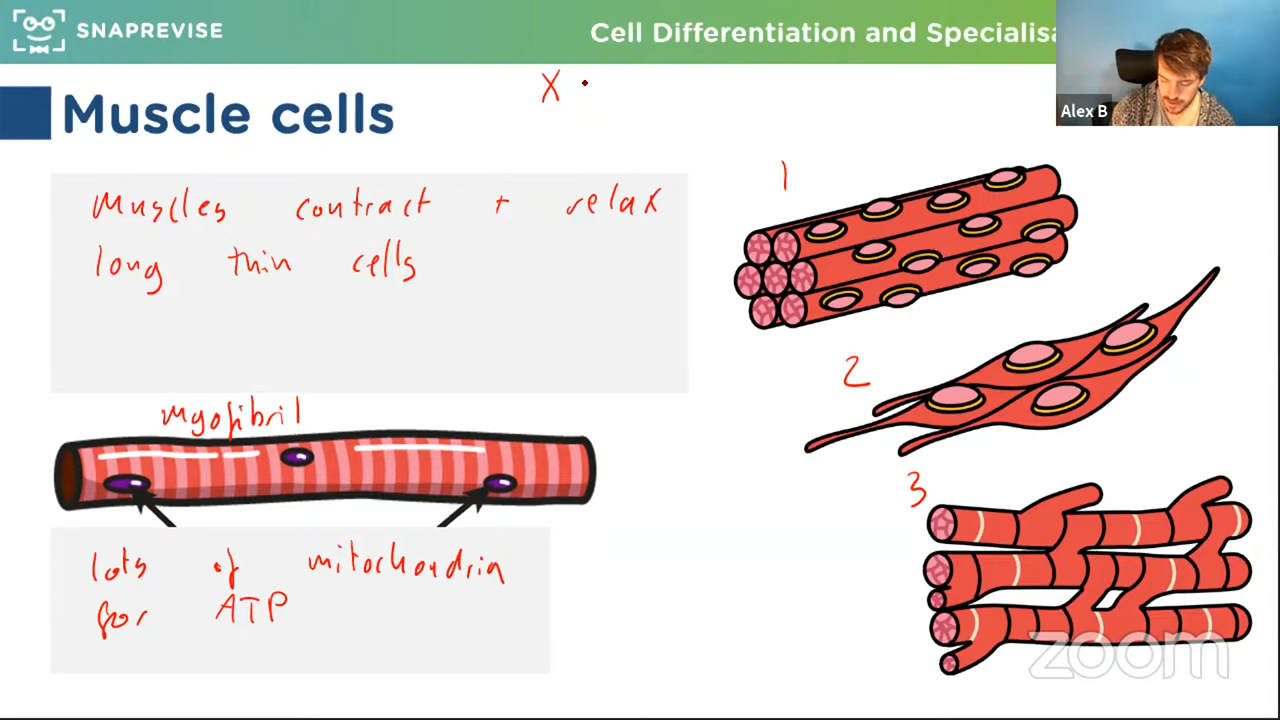 SNAPREVISE
Cell Differentiation and Specialisa
X
Alex B
Muscle cells
Muscles contract + relax
long thin cells
1
2
3
myofibril
lots of mitochondria
for ATP
zoom